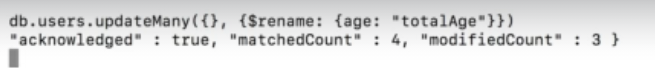 db.users.updateMany({}, {$rename: {age: "totalAge"}})
"acknowledged" : true, "matchedCount" : 4, "modifiedCount" : 3 }